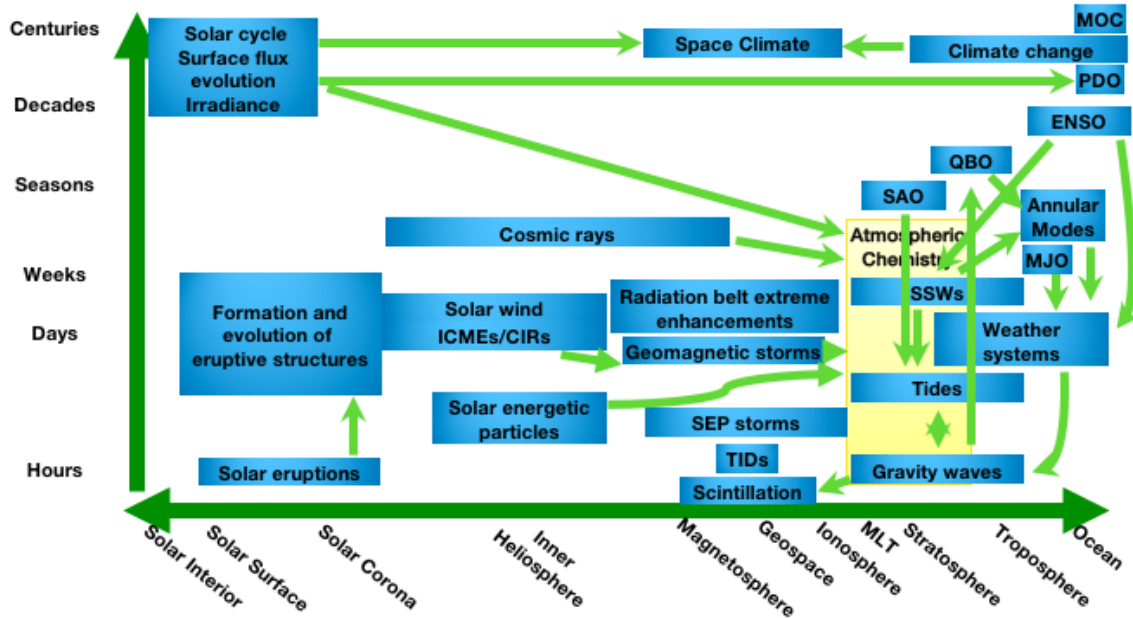 Centuries
Decades
Seasons
Weeks
Days
Hours
Solar cycle
Surface flux
evolution
Irradiance
Space Climate
MOC
Climate change
PDO
ENSO
QBO
SAO
Annular
Modes
Cosmic rays
Atmospheric
Chemistry
MJO
SSWs
Formation and
evolution of
eruptive structures
Solar wind
ICMEs/CIRs
Radiation belt extreme
enhancements
Geomagnetic storms
Weather
systems
Tides
Solar energetic
particles
SEP storms
TIDs
Solar eruptions
Scintillation
Gravity waves
Solar Interior
Solar Surface
Solar Corona
Inner
Heliosphere
Magnetosphere
Geospace
Ionosphere
MLT
Stratosphere
Troposphere
Ocean